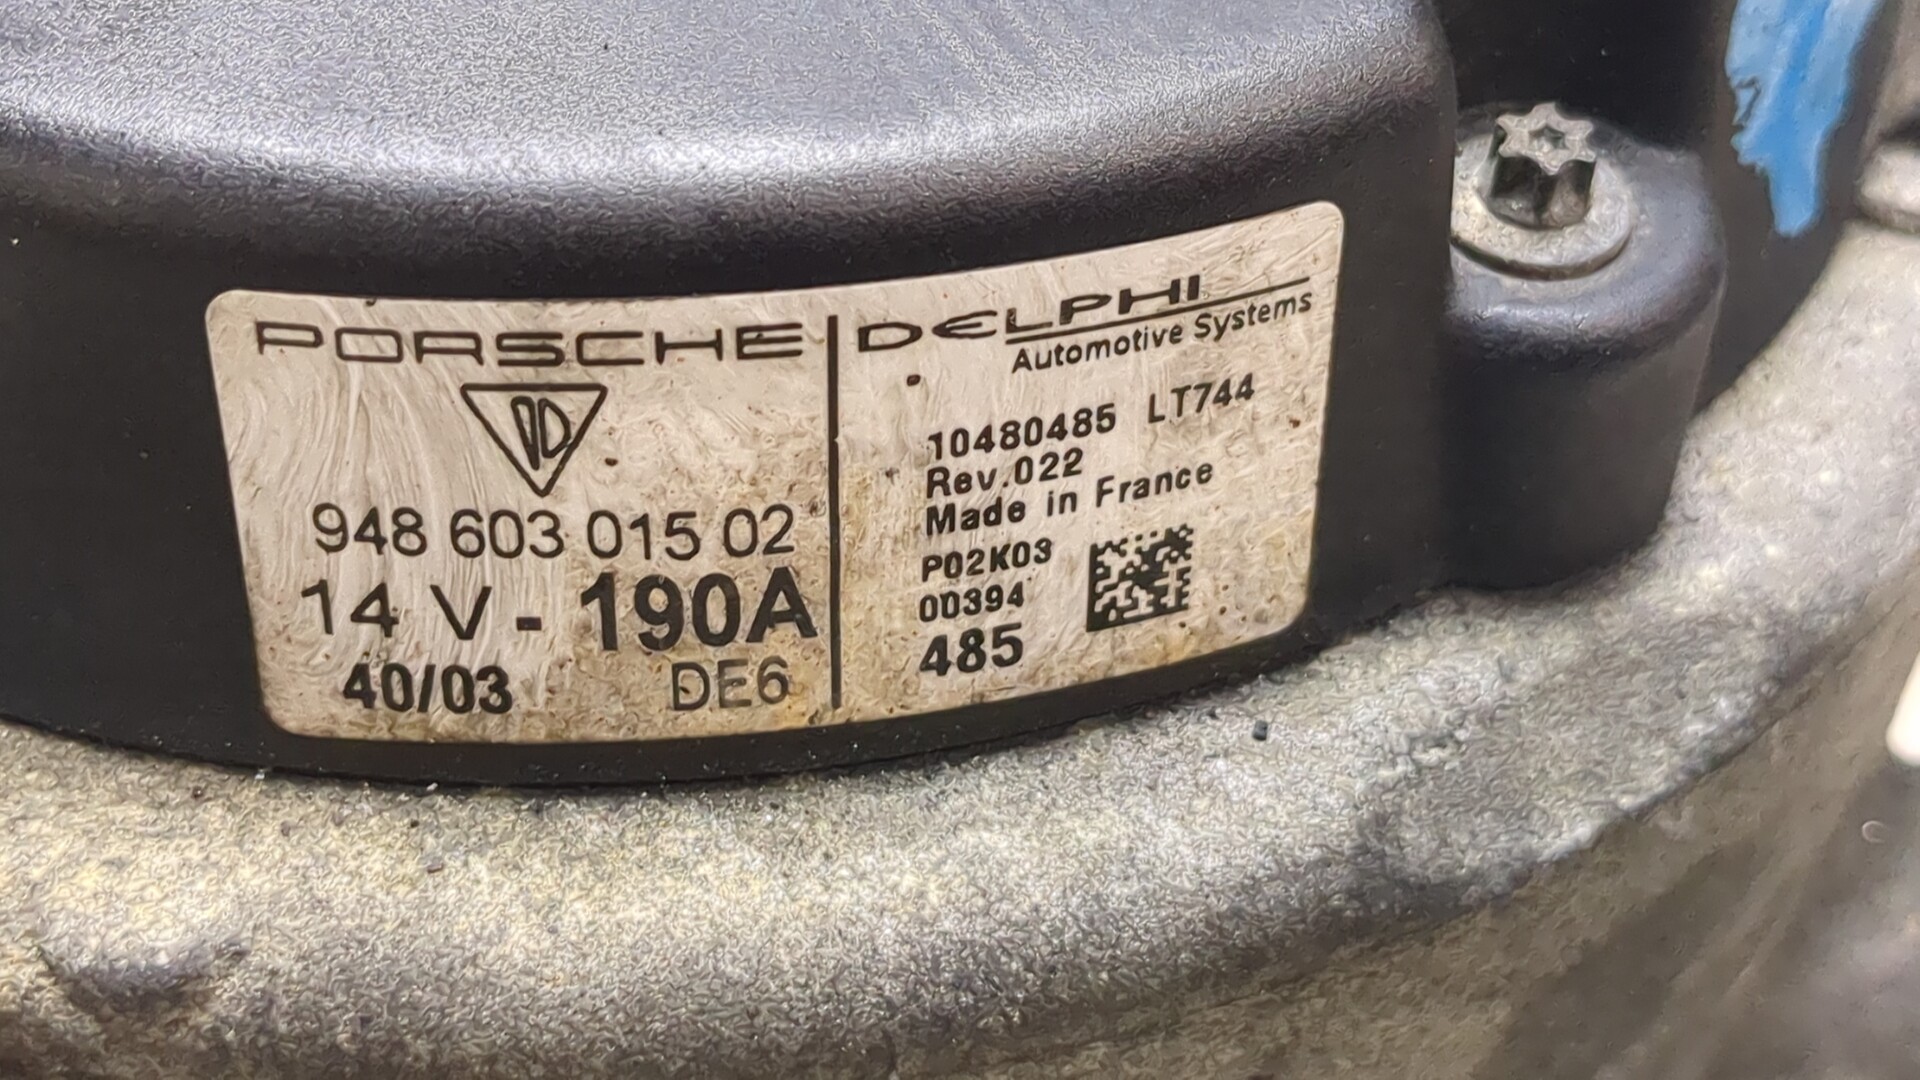 PORSCHE
948 603 015 02
14 V - 190A
40/03 DE6
DELPHI
Automotive Systems
10480485 LT744
Rev.022
Made in France
P02K03
00394
485